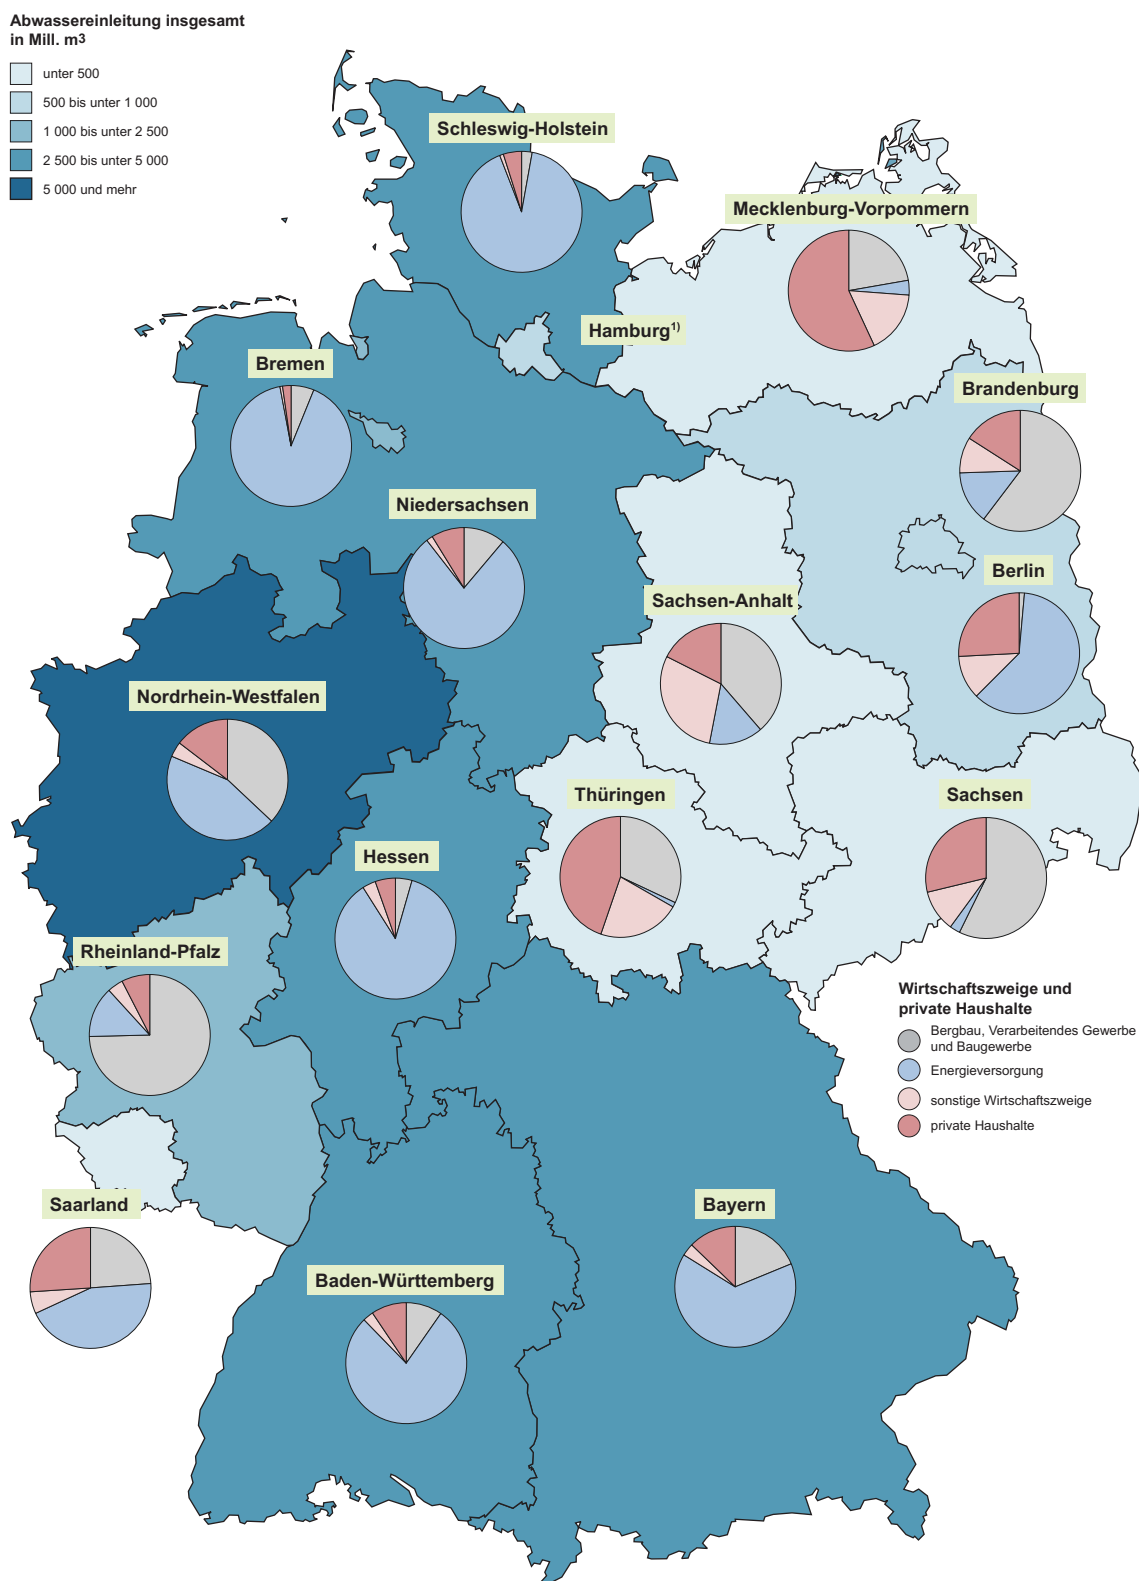 Abwassereinleitung insgesamt
in Mill. m³
unter 500
500 bis unter 1 000
1 000 bis unter 2 500
2 500 bis unter 5 000
5 000 und mehr
Schleswig-Holstein
Mecklenburg-Vorpommern
Hamburg¹⁾
Bremen
Brandenburg
Niedersachsen
Berlin
Sachsen-Anhalt
Nordrhein-Westfalen
Thüringen
Sachsen
Hessen
Rheinland-Pfalz
Wirtschaftszweige und
private Haushalte
Bergbau, Verarbeitendes Gewerbe
und Baugewerbe
Energieversorgung
sonstige Wirtschaftszweige
private Haushalte
Saarland
Bayern
Baden-Württemberg